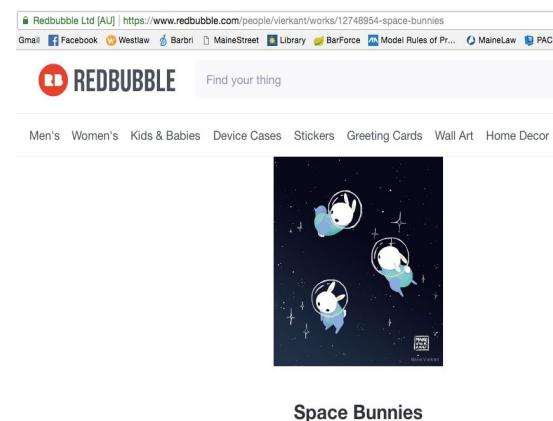 Redbubble Ltd [AU] | https://www.redbubble.com/people/vierkant/works/12748954-space-bunnies
Gmail Facebook Westlaw Barbri MaineStreet Library BarForce Model Rules of Pr... MaineLaw PAC
RB REDBUBBLE Find your thing
Men's Women's Kids & Babies Device Cases Stickers Greeting Cards Wall Art Home Decor
Space Bunnies